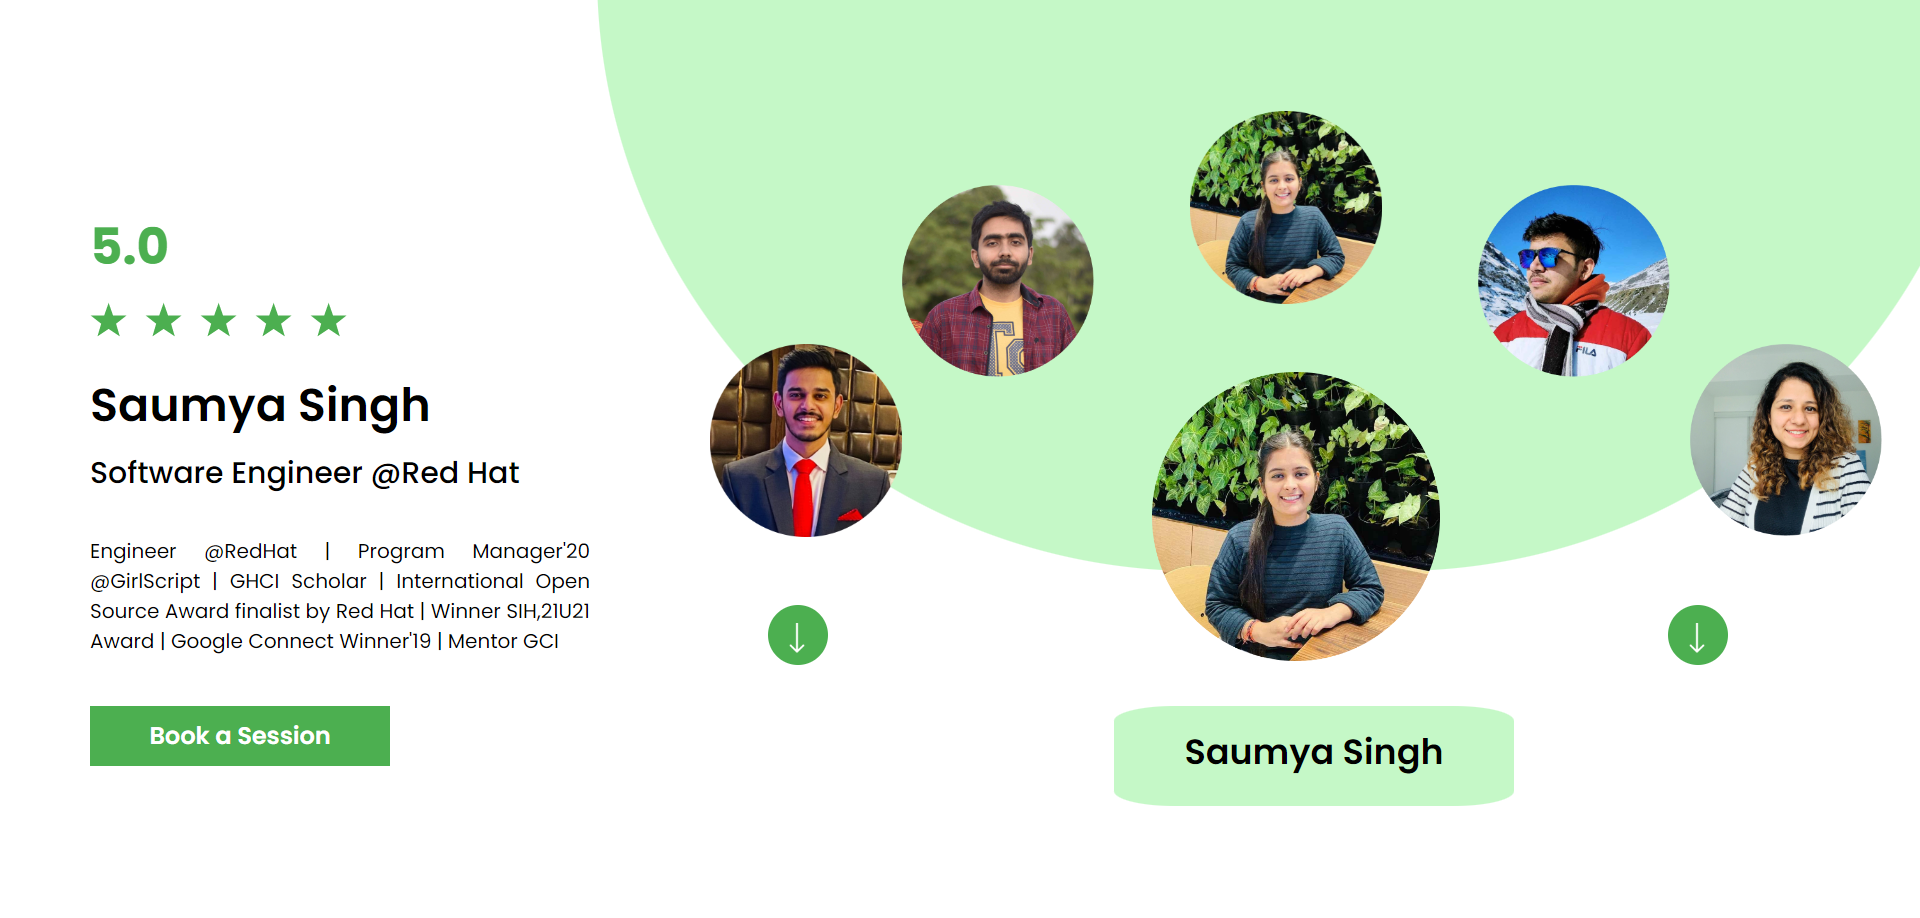 5.0
Saumya Singh
Software Engineer @Red Hat
Engineer @RedHat | Program Manager'20
@GirlScript | GHCI Scholar | International Open
Source Award finalist by Red Hat | Winner SIH,21U21
Award | Google Connect Winner'19 | Mentor GCI
Book a Session
FILA
Saumya Singh